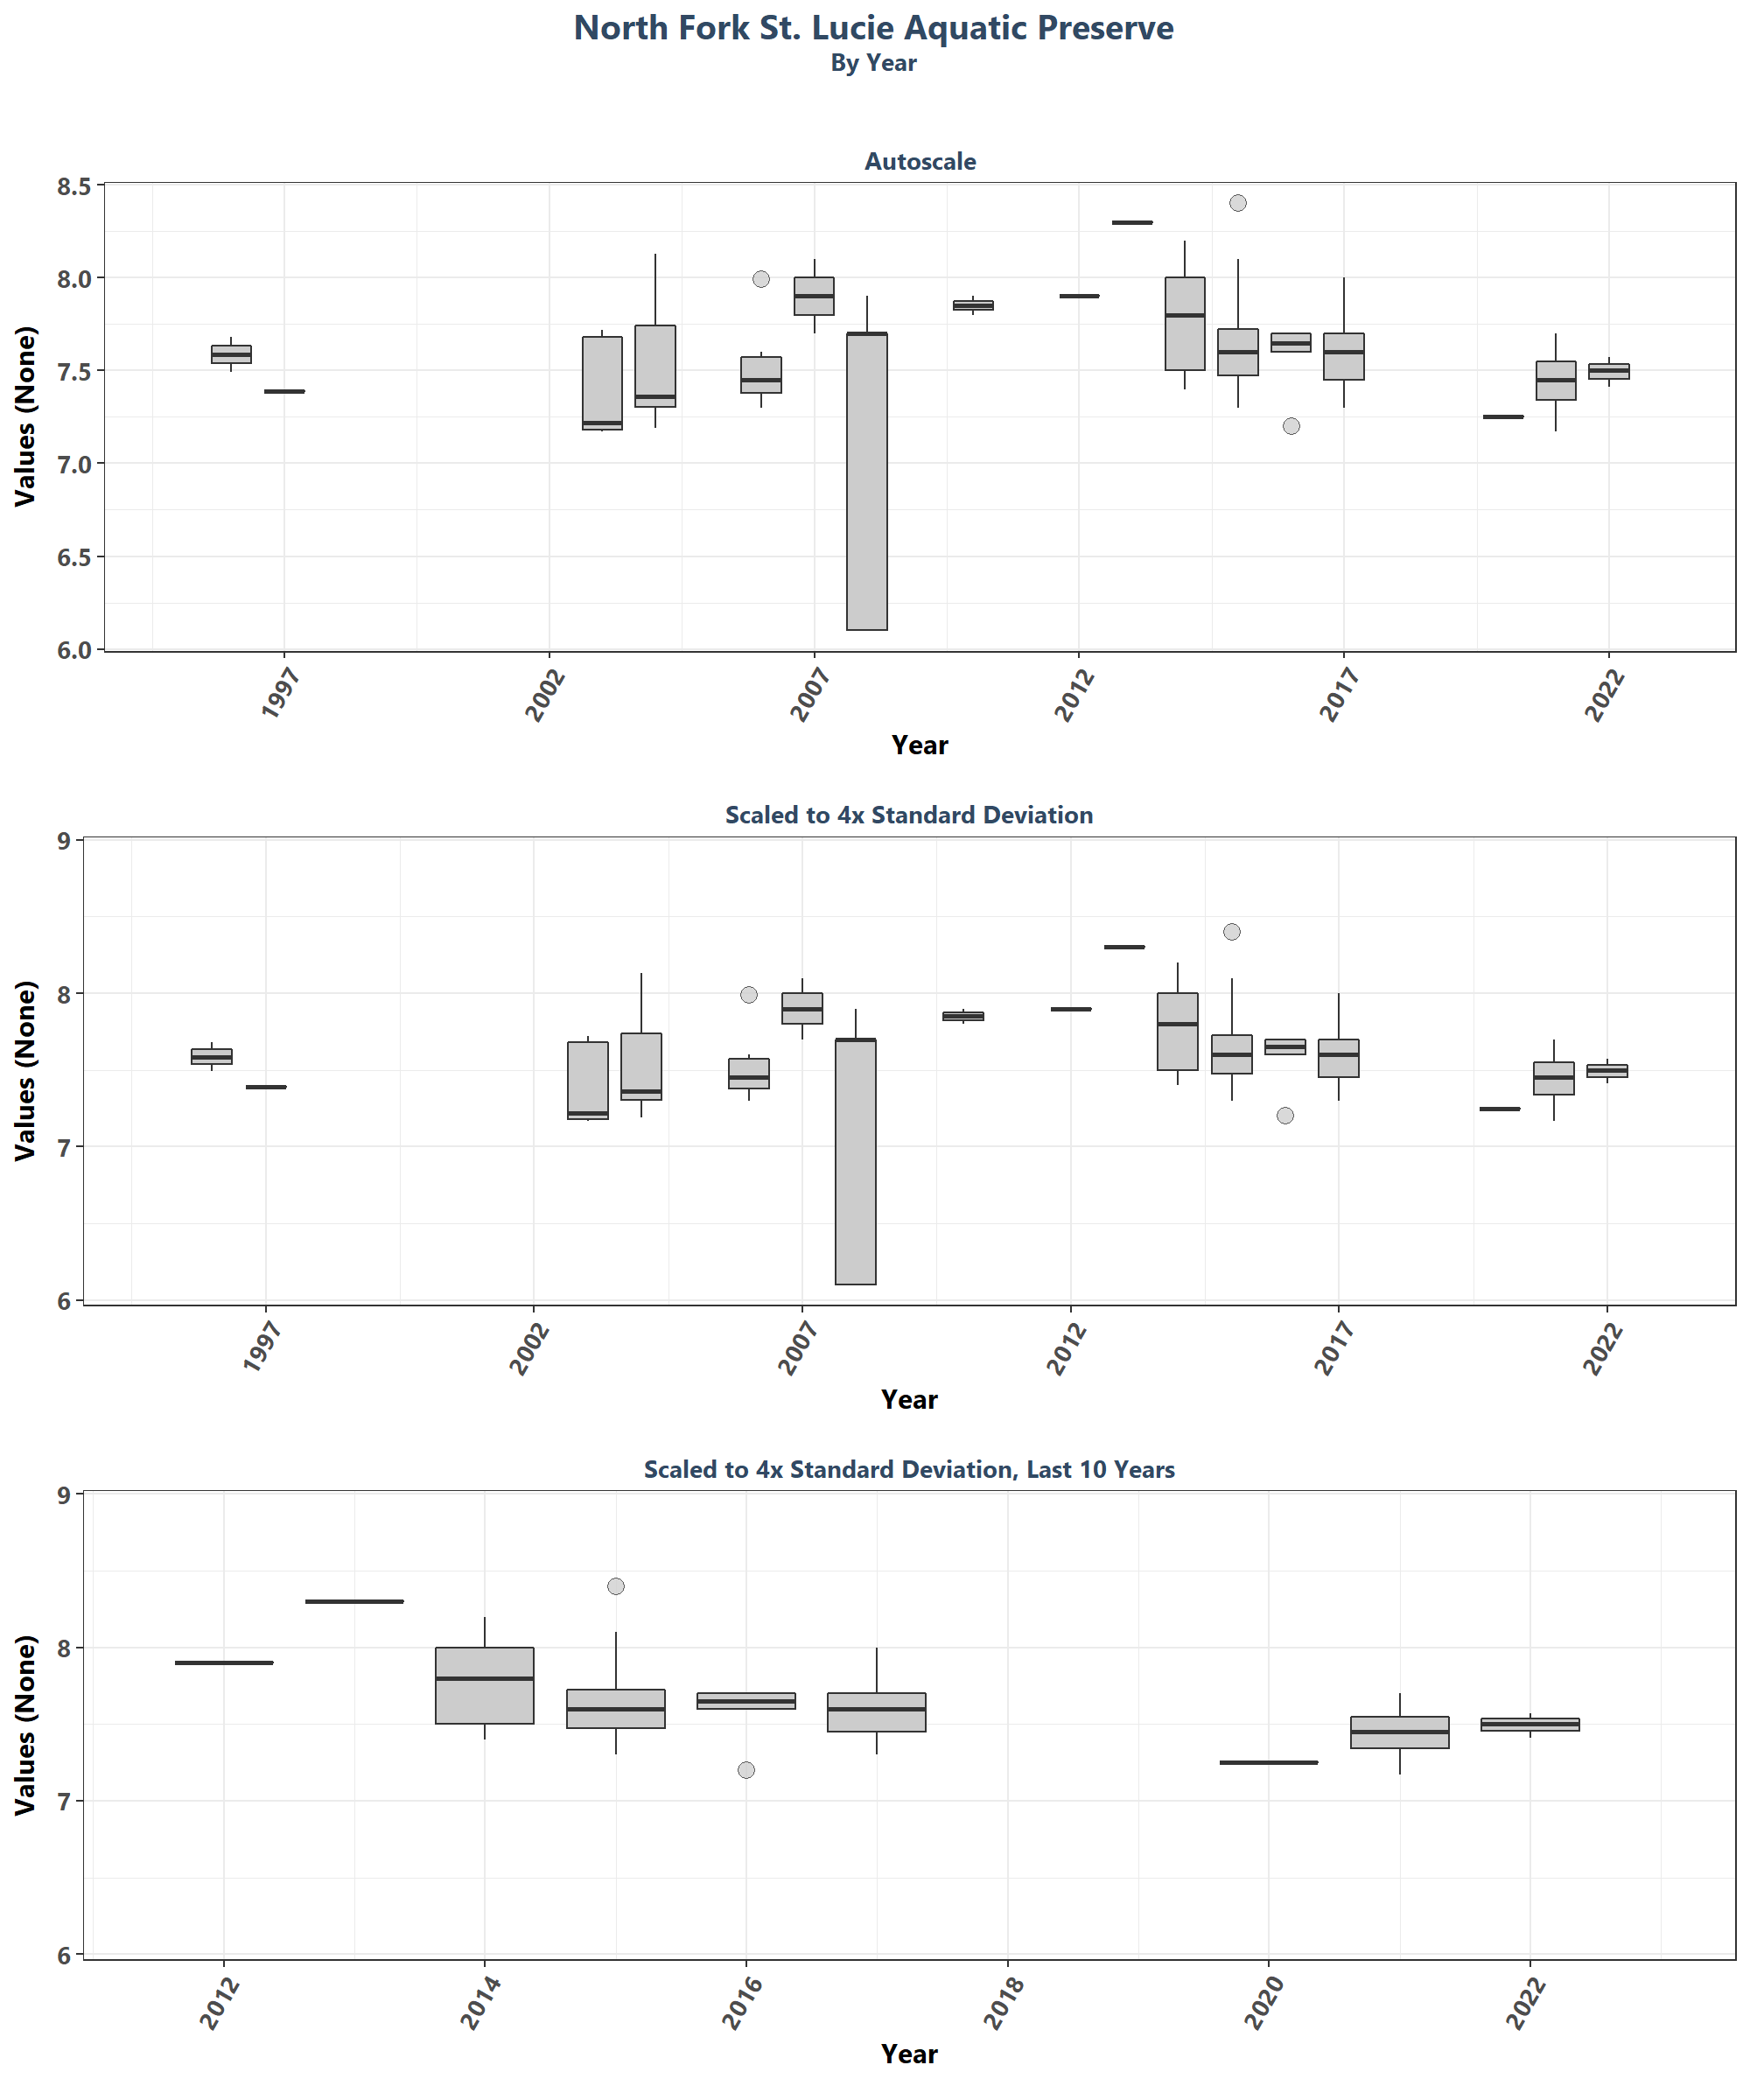 North Fork St. Lucie Aquatic Preserve
By Year
Autoscale
Values (None)
8.5
8.0
7.5
7.0
6.5
6.0
1997 2002 2007 2012 2017 2022
Year
Scaled to 4x Standard Deviation
Values (None)
9
8
7
6
1997 2002 2007 2012 2017 2022
Year
Scaled to 4x Standard Deviation, Last 10 Years
Values (None)
9
8
7
6
2012 2014 2016 2018 2020 2022
Year